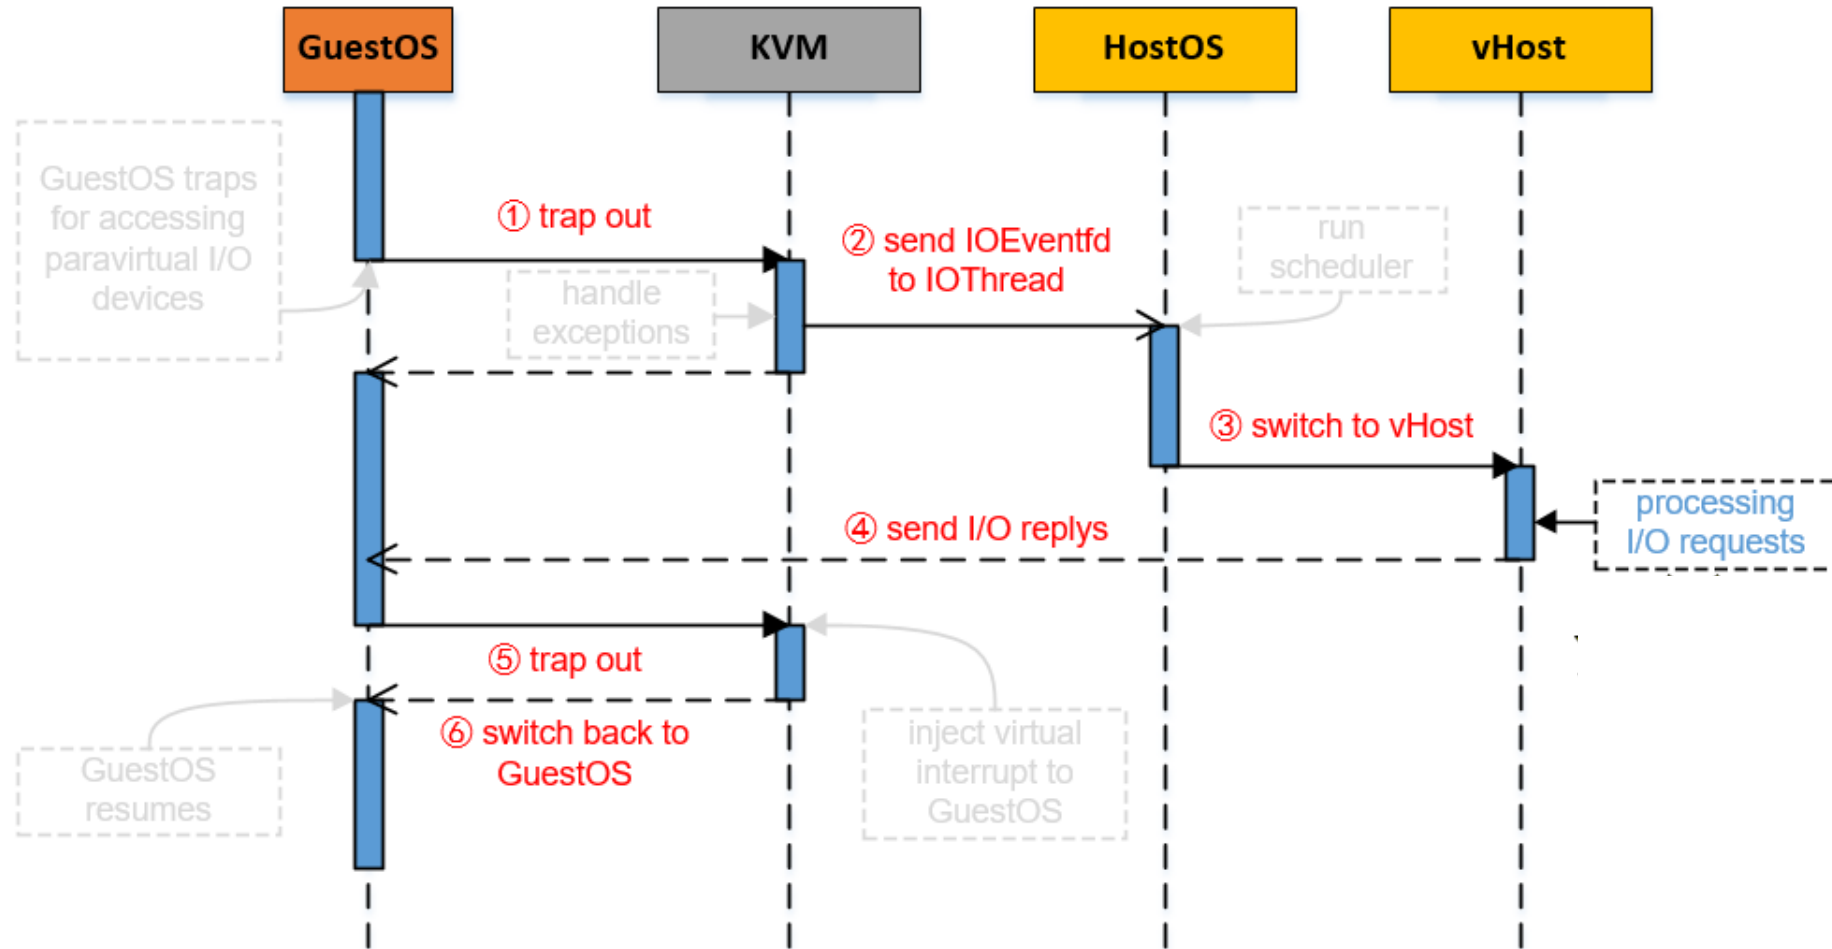 GuestOS
KVM
HostOS
vHost
GuestOS traps
for accessing
paravirtual I/O
devices
① trap out
② send IOEventfd
to IOThread
run
scheduler
handle
exceptions
③ switch to vHost
processing
I/O requests
④ send I/O replys
⑤ trap out
⑥ switch back to
GuestOS
inject virtual
interrupt to
GuestOS
GuestOS
resumes